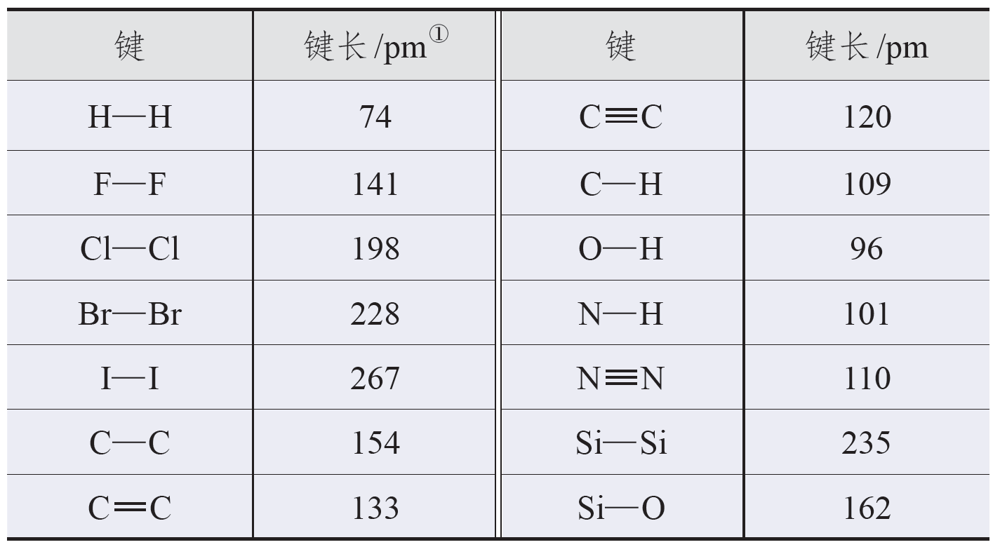 键 键长/pm① 键 键长/pm
H—H 74 C≡C 120
F—F 141 C—H 109
Cl—Cl 198 O—H 96
Br—Br 228 N—H 101
I—I 267 N≡N 110
C—C 154 Si—Si 235
C=C 133 Si—O 162